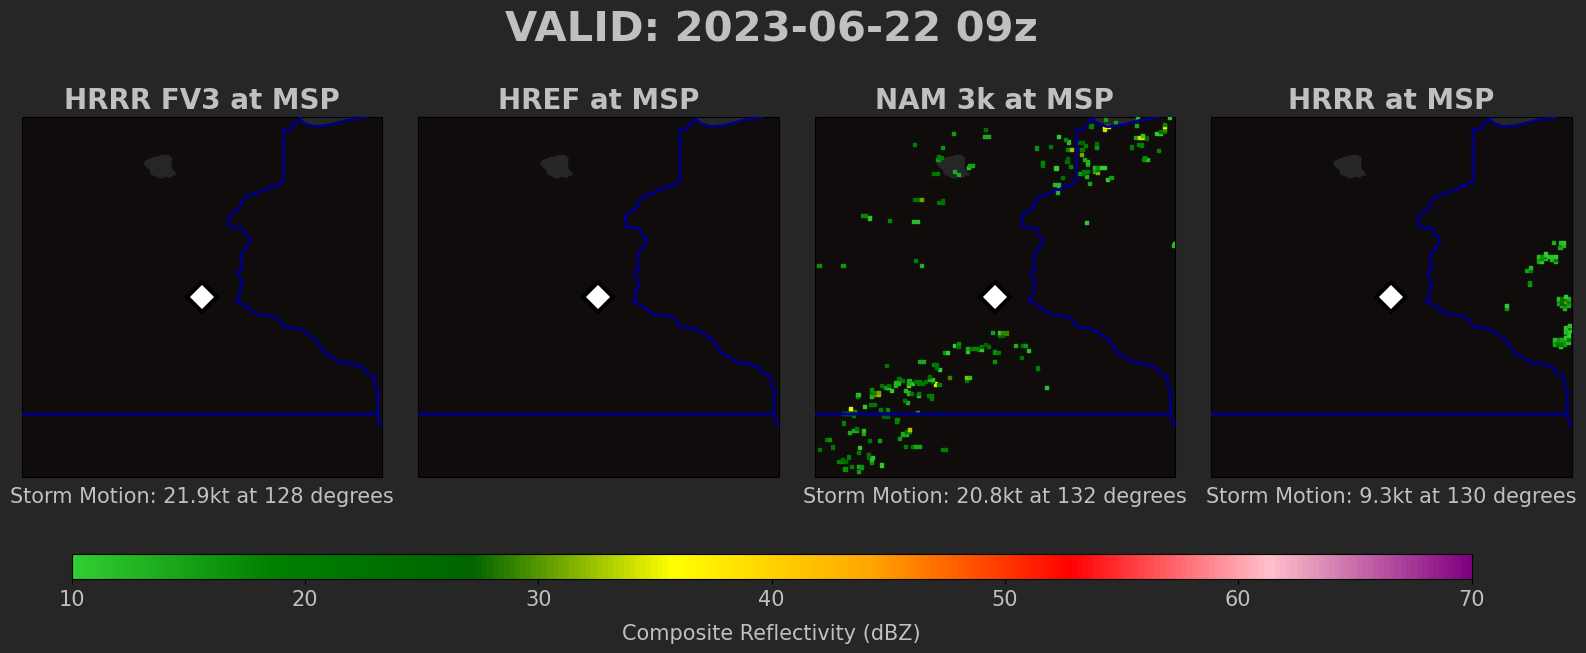 VALID: 2023-06-22 09z
HRRR FV3 at MSP
HREF at MSP
NAM 3k at MSP
HRRR at MSP
Storm Motion: 21.9kt at 128 degrees
Storm Motion: 20.8kt at 132 degrees
Storm Motion: 9.3kt at 130 degrees
10 20 30 40 50 60 70
Composite Reflectivity (dBZ)